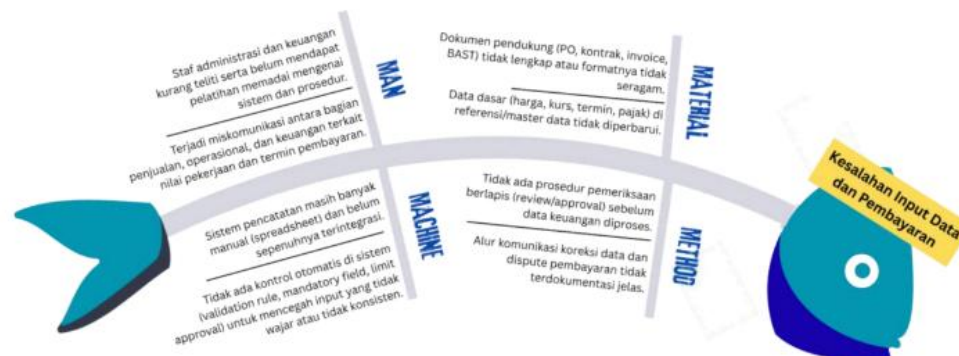 Staf administrasi dan keuangan
kurang teliti serta belum mendapat
pelatihan memadai mengenai
sistem dan prosedur.
Terjadi miskomunikasi antara bagian
penjualan, operasional, dan keuangan terkait
nilai pekerjaan dan termin pembayaran.
MAN
Dokumen pendukung (PO, kontrak, invoice,
BAST) tidak lengkap atau formatnya tidak
seragam.
Data dasar (harga, kurs, termin, pajak) di
referensi/master data tidak diperbarui.
MATERIAL
Sistem pencatatan masih banyak
manual (spreadsheet) dan belum
sepenuhnya terintegrasi.
Tidak ada kontrol otomatis di sistem
(validation rule, mandatory field, limit
approval) untuk mencegah input yang tidak
wajar atau tidak konsisten.
MACHINE
Tidak ada prosedur pemeriksaan
berlapis (review/approval) sebelum
data keuangan diproses.
Alur komunikasi koreksi data dan
dispute pembayaran tidak
terdokumentasi jelas.
METHOD
Kesalahan Input Data
dan Pembayaran